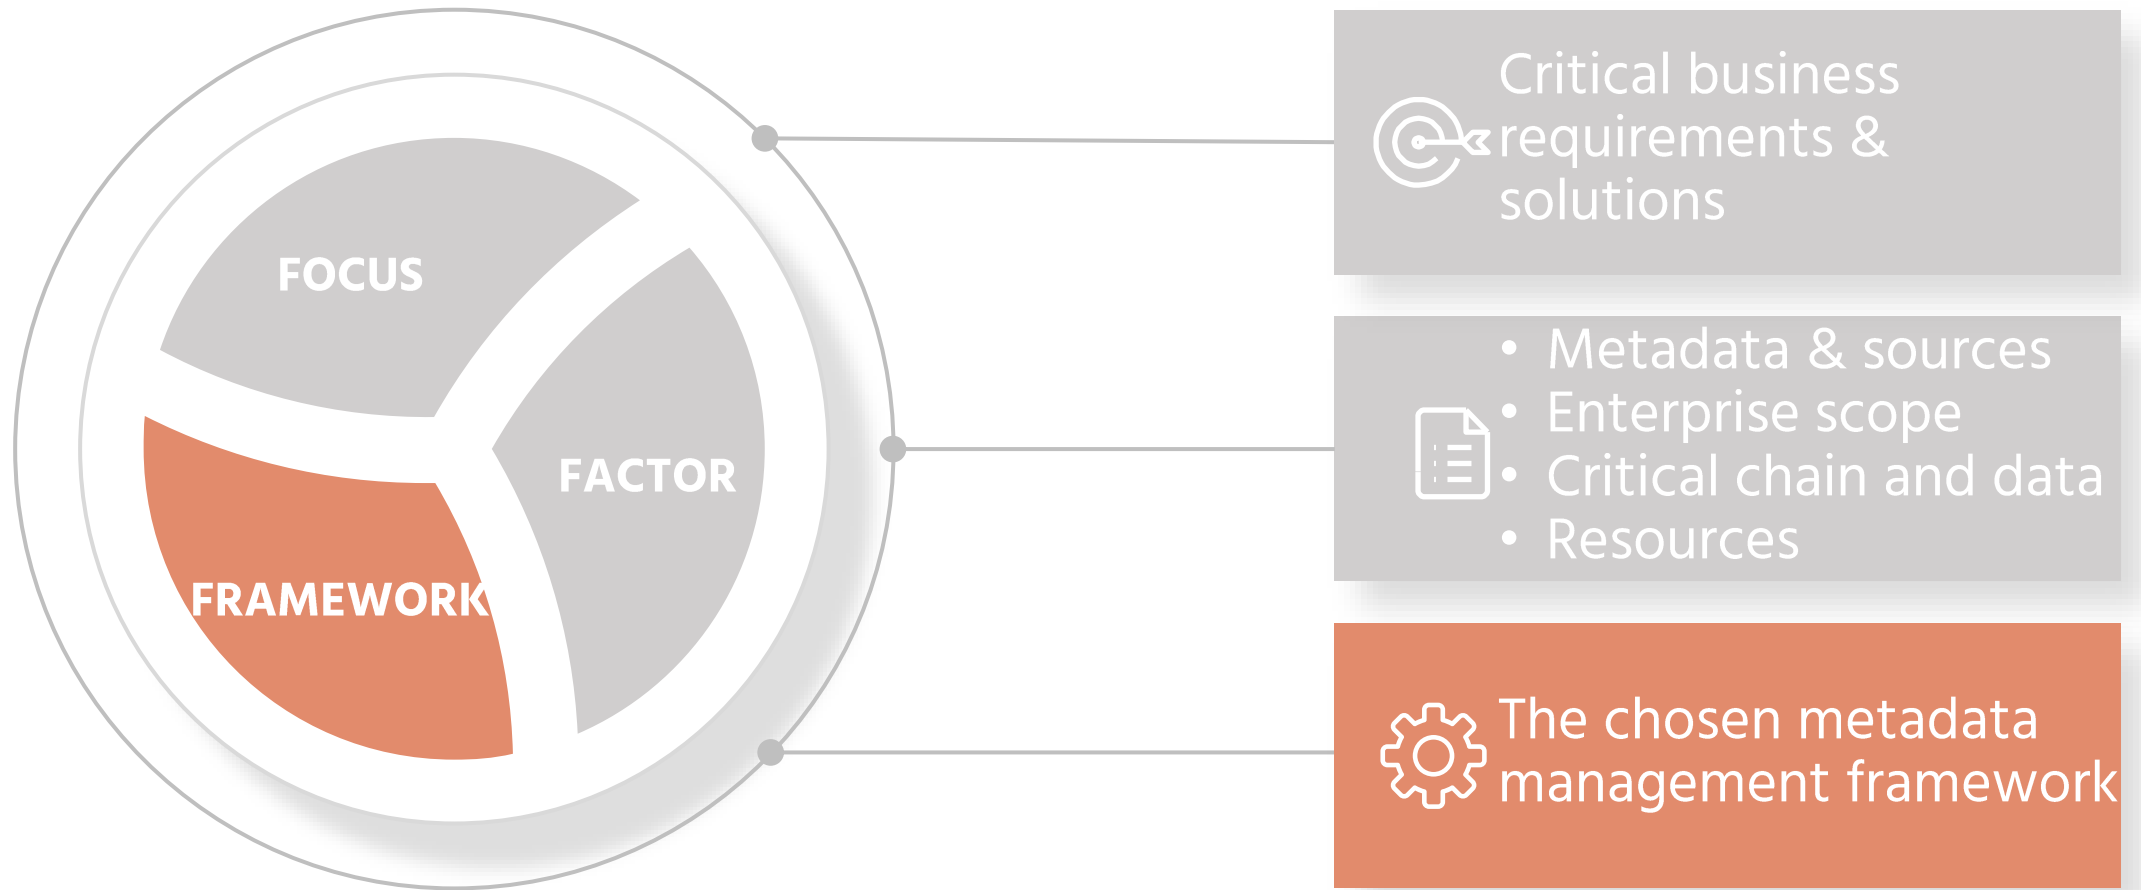 FOCUS
FACTOR
FRAMEWORK
Critical business
requirements &
solutions
• Metadata & sources
• Enterprise scope
• Critical chain and data
• Resources
The chosen metadata
management framework